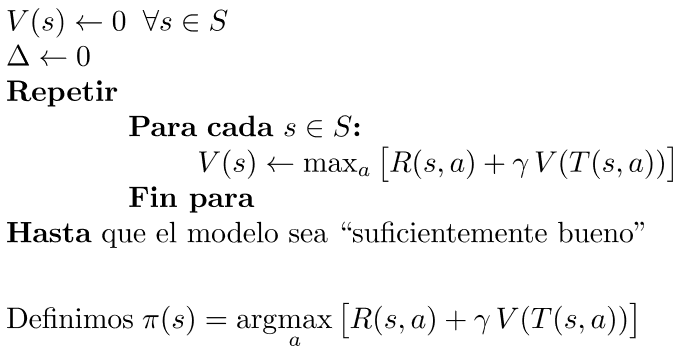 V(s) ← 0 ∀s ∈ S
Δ ← 0
Repetir
Para cada s ∈ S:
V(s) ← max_a [R(s, a) + γ V(T(s, a))]
Fin para
Hasta que el modelo sea “suficientemente bueno”
Definimos π(s) = argmax_a [R(s, a) + γ V(T(s, a))]